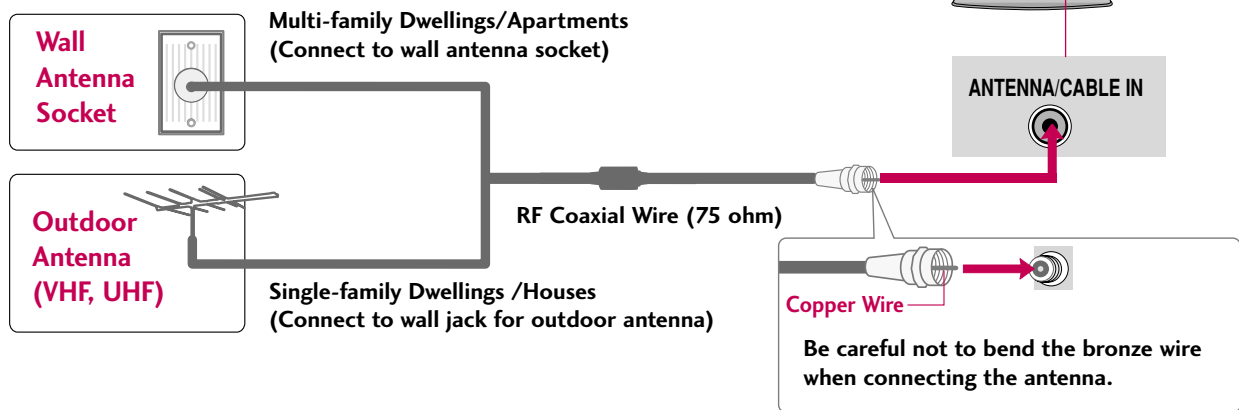 Wall
Antenna
Socket
Multi-family Dwellings/Apartments
(Connect to wall antenna socket)
ANTENNA/CABLE IN
Outdoor
Antenna
(VHF, UHF)
RF Coaxial Wire (75 ohm)
Single-family Dwellings /Houses
(Connect to wall jack for outdoor antenna)
Copper Wire
Be careful not to bend the bronze wire
when connecting the antenna.